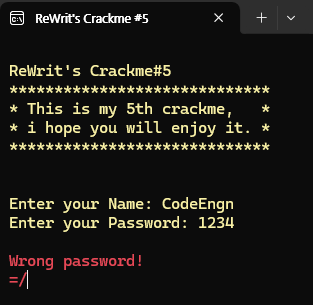 ReWrit's Crackme #5
ReWrit's Crackme#5
*****************************
* This is my 5th crackme,   *
* i hope you will enjoy it. *
*****************************
Enter your Name: CodeEngn
Enter your Password: 1234
Wrong password!
=/